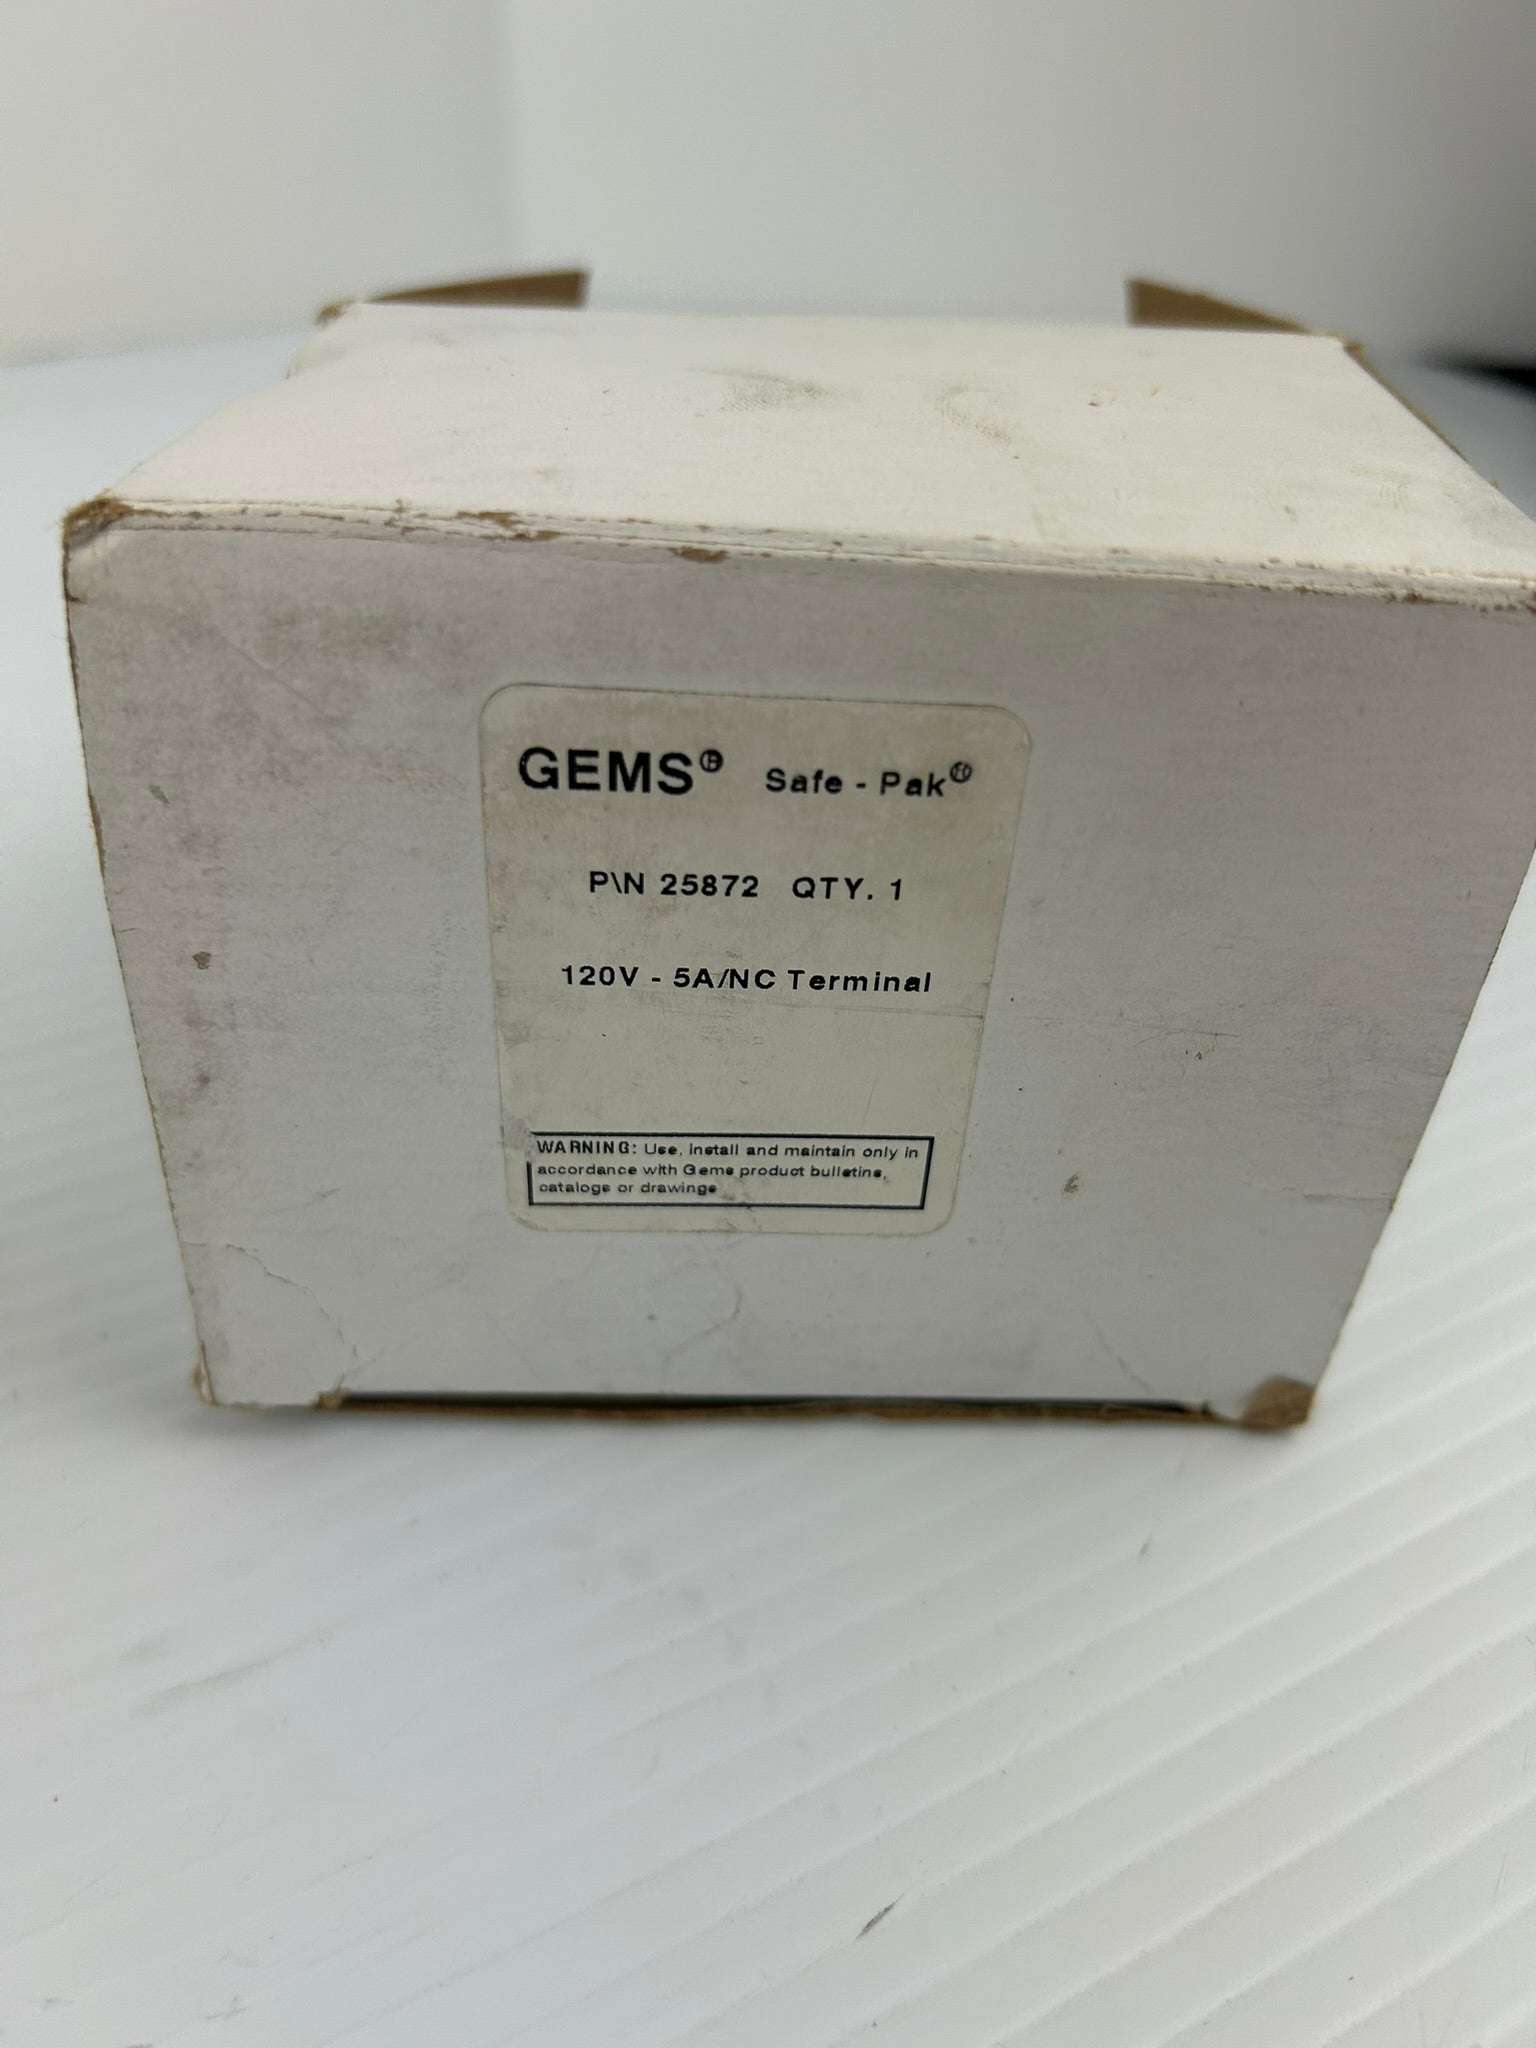 GEMS® Safe - Pak®
P\N 25872 QTY. 1
120V - 5A/NC Terminal
WARNING: Use, install and maintain only in
accordance with Gems product bulletins,
catalogs or drawings